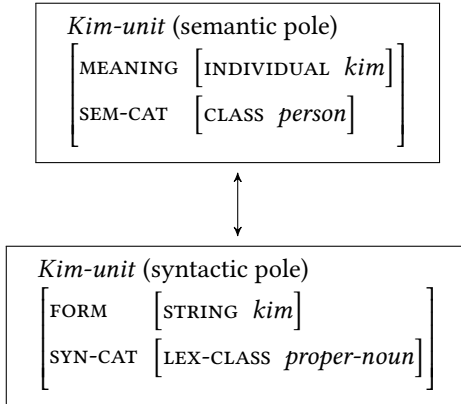 Kim-unit (semantic pole)
MEANING [INDIVIDUAL kim]
SEM-CAT [CLASS person]
Kim-unit (syntactic pole)
FORM [STRING kim]
SYN-CAT [LEX-CLASS proper-noun]